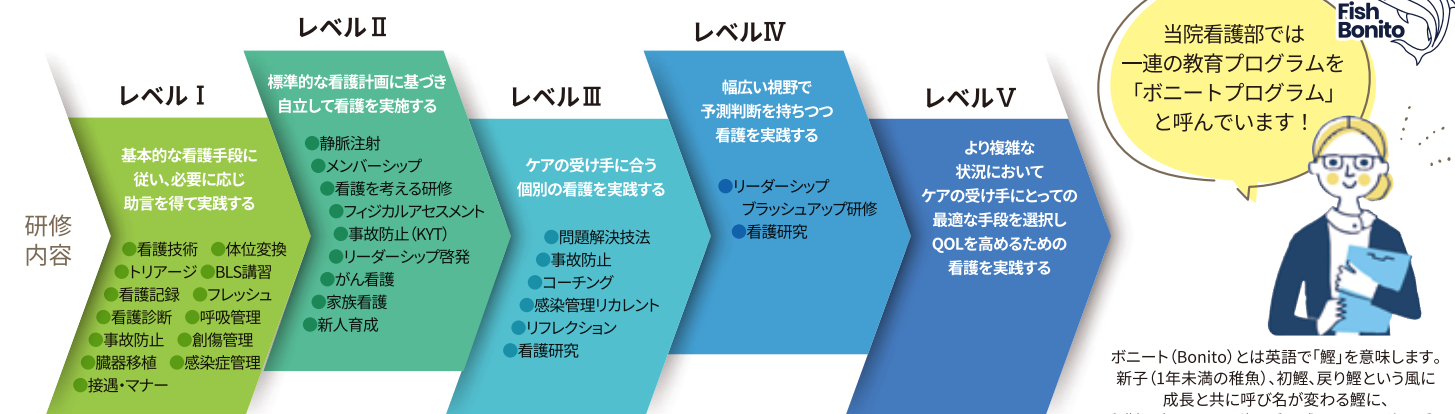 レベルⅠ
基本的な看護手段に
従い、必要に応じ
助言を得て実践する
●看護技術 ●体位変換
●トリアージ ●BLS講習
●看護記録 ●フレッシュ
●看護診断 ●呼吸管理
●事故防止 ●創傷管理
●臓器移植 ●感染症管理
●接遇・マナー
研修
内容
レベルⅡ
標準的な看護計画に基づき
自立して看護を実施する
●静脈注射
●メンバーシップ
●看護を考える研修
●フィジカルアセスメント
●事故防止(KYT)
●リーダーシップ啓発
●がん看護
●家族看護
●新人育成
レベルⅢ
ケアの受け手に合う
個別の看護を実践する
●問題解決技法
●事故防止
●コーチング
●感染管理リカレント
●リフレクション
●看護研究
レベルⅣ
幅広い視野で
予測判断を持ちつつ
看護を実践する
●リーダーシップ
ブラッシュアップ研修
●看護研究
レベルⅤ
より複雑な
状況において
ケアの受け手にとっての
最適な手段を選択し
QOLを高めるための
看護を実践する
Fish
Bonito
当院看護部では
一連の教育プログラムを
「ボニートプログラム」
と呼んでいます！
ボニート(Bonito)とは英語で「鰹」を意味します。
新子(1年未満の稚魚)、初鰹、戻り鰹という風に
成長と共に呼び名が変わる鰹に、